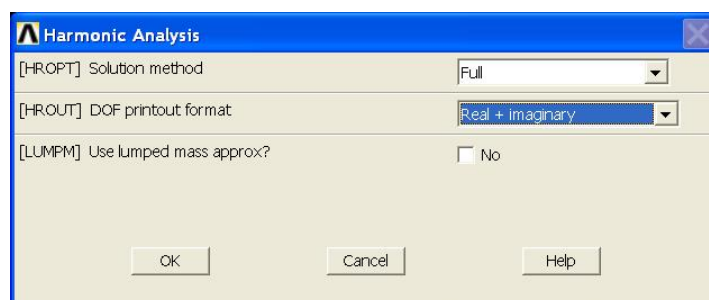 Harmonic Analysis
[HROPT] Solution method Full
[HROUT] DOF printout format Real + imaginary
[LUMPM] Use lumped mass approx? No
OK Cancel Help